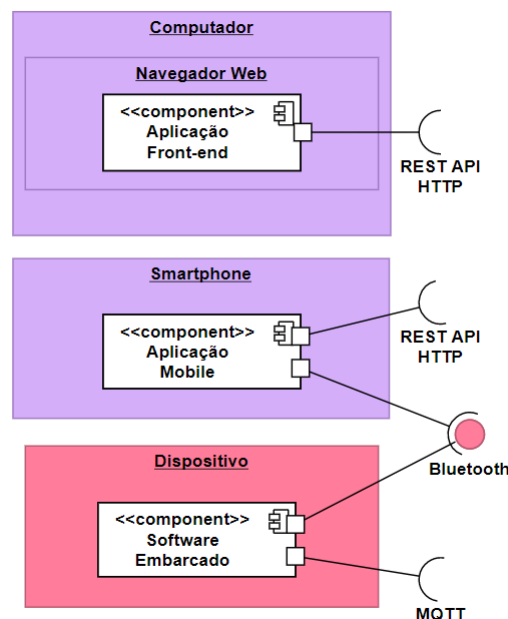 Computador
Navegador Web
<<component>>
Aplicação
Front-end
REST API
HTTP
Smartphone
<<component>>
Aplicação
Mobile
REST API
HTTP
Bluetooth
Dispositivo
<<component>>
Software
Embarcado
MQTT